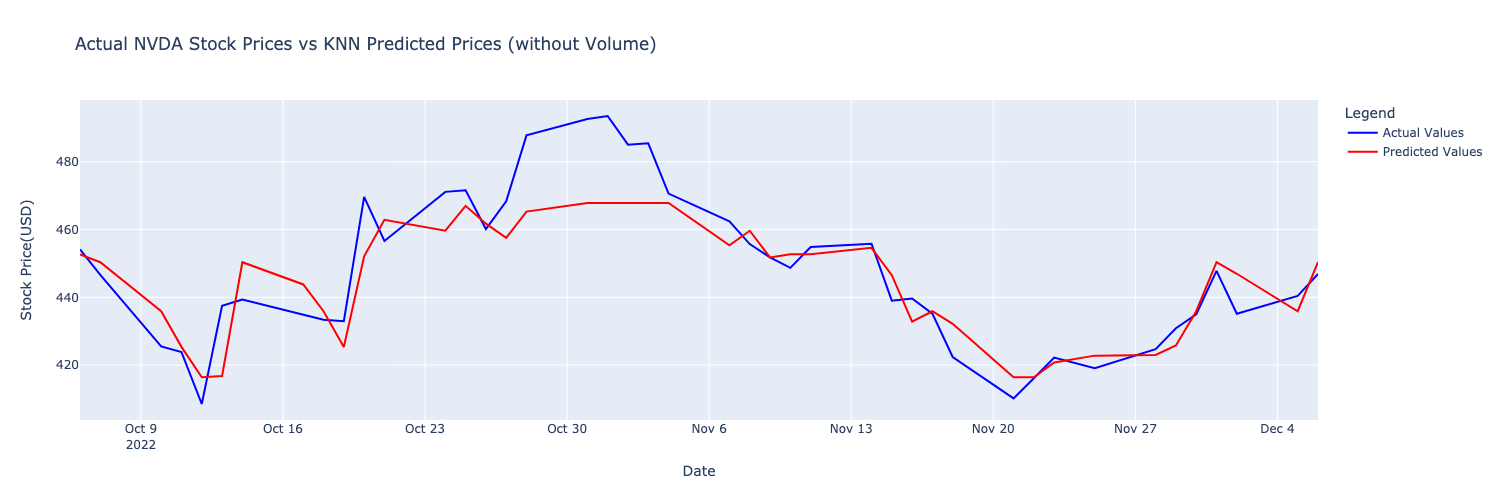 Actual NVDA Stock Prices vs KNN Predicted Prices (without Volume)
Legend
Actual Values
Predicted Values
Stock Price(USD)
480
460
440
420
Oct 9
2022
Oct 16
Oct 23
Oct 30
Nov 6
Nov 13
Nov 20
Nov 27
Dec 4
Date